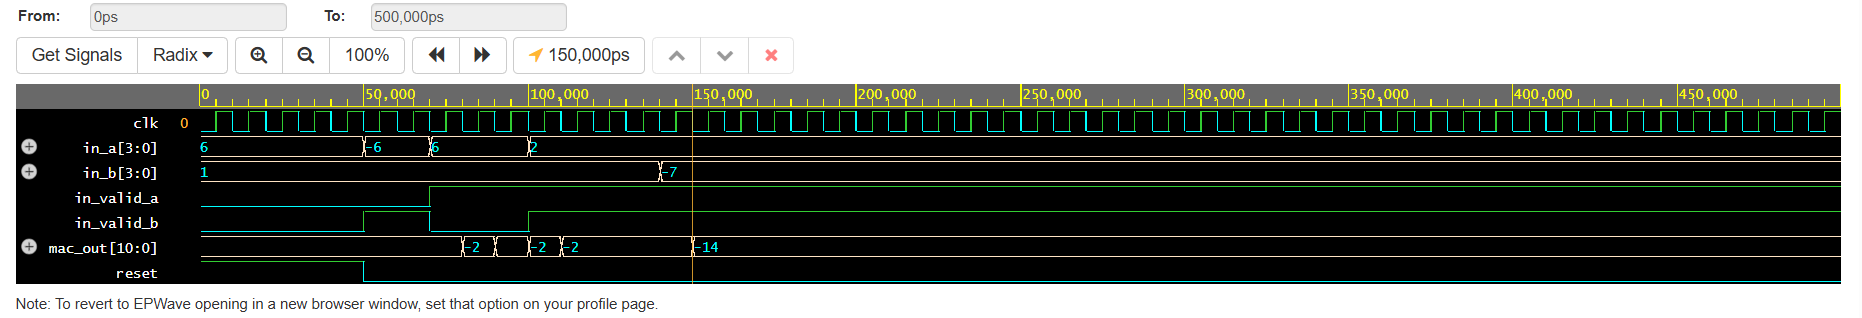 From: 0ps To: 500,000ps
Get Signals Radix 100% 150,000ps
0 50,000 100,000 150,000 200,000 250,000 300,000 350,000 400,000 450,000
clk 0
in_a[3:0] 6 -6 6 2
in_b[3:0] 1 -7
in_valid_a
in_valid_b
mac_out[10:0] -2 -2 -2 -14
reset
Note: To revert to EPWave opening in a new browser window, set that option on your profile page.